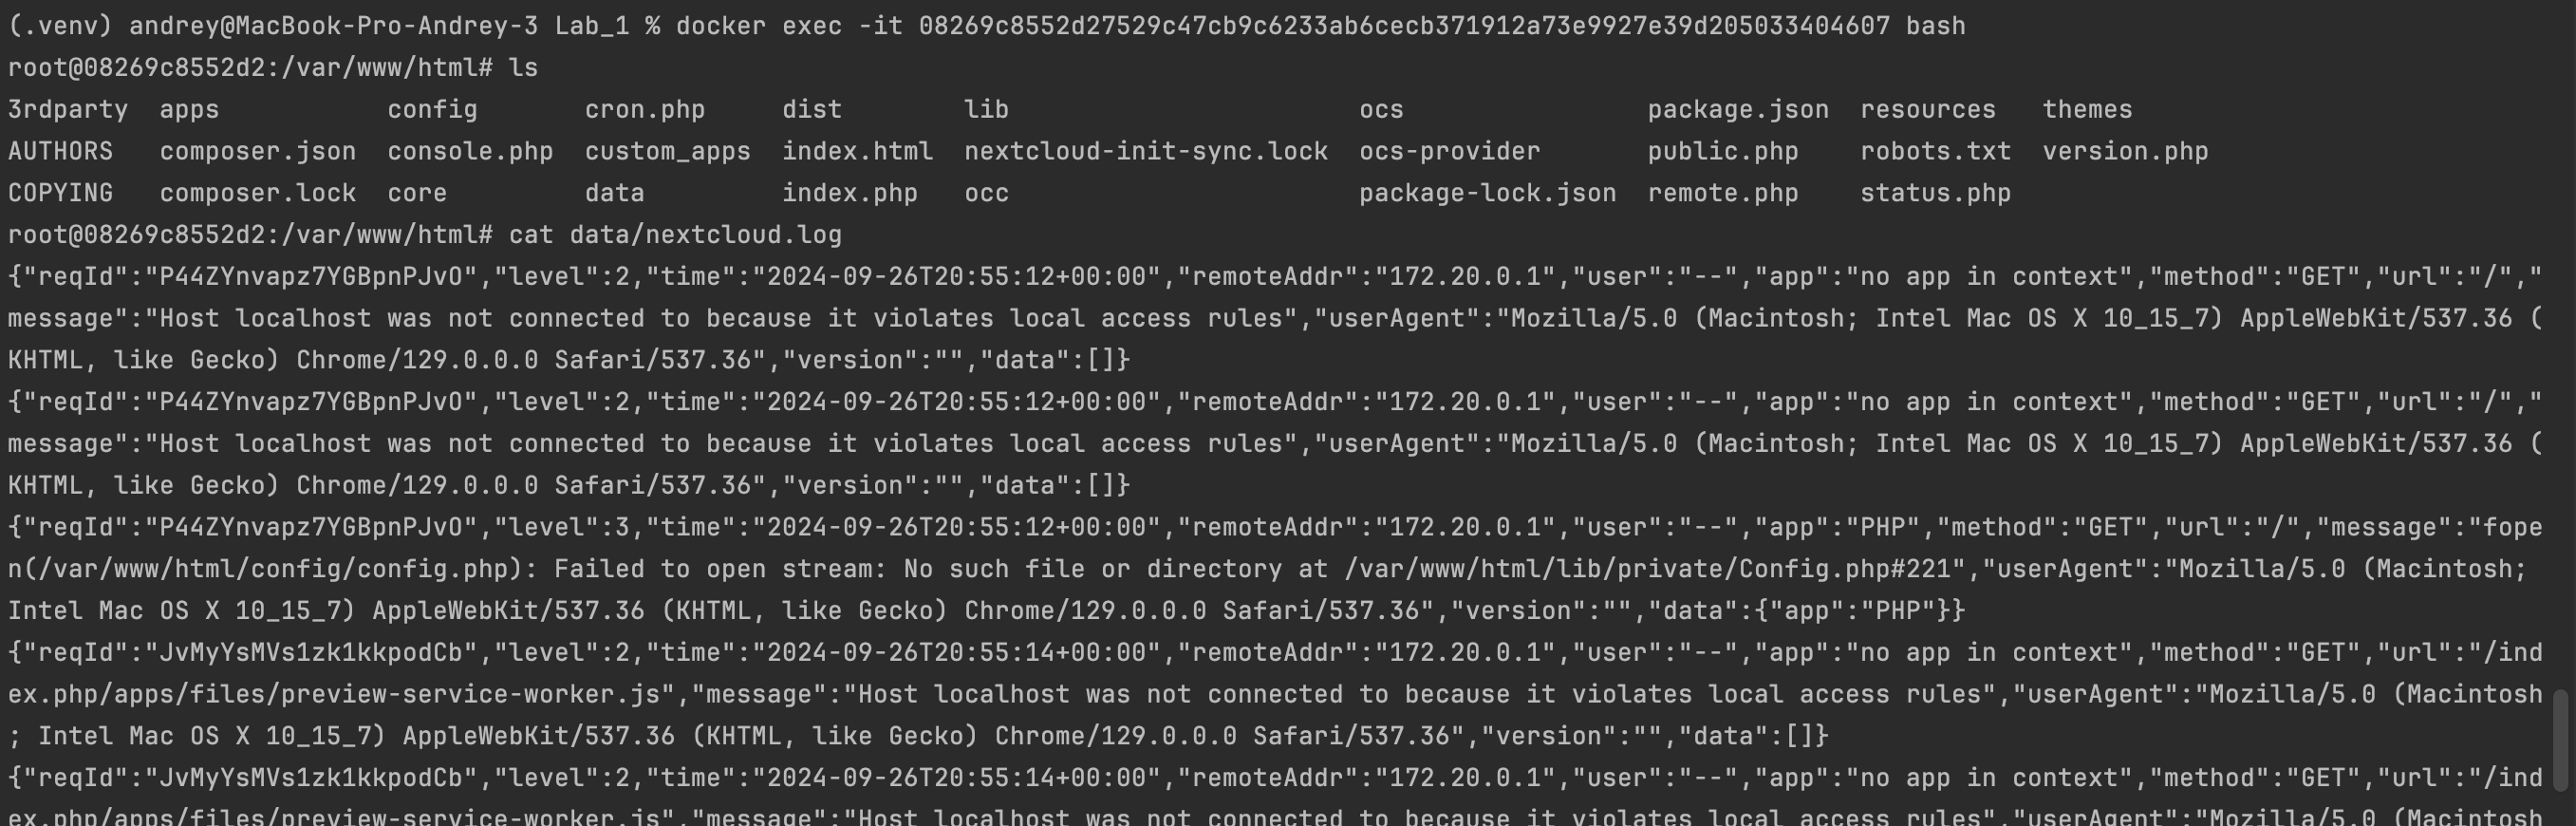 (.venv) andrey@MacBook-Pro-Andrey-3 Lab_1 % docker exec -it 08269c8552d27529c47cb9c6233ab6cecb371912a73e9927e39d205033404607 bash
root@08269c8552d2:/var/www/html# ls
3rdparty  apps           config       cron.php     dist        lib                       ocs                package.json  resources   themes
AUTHORS   composer.json  console.php  custom_apps  index.html  nextcloud-init-sync.lock  ocs-provider       public.php    robots.txt  version.php
COPYING   composer.lock  core         data         index.php   occ                       package-lock.json  remote.php    status.php
root@08269c8552d2:/var/www/html# cat data/nextcloud.log
{"reqId":"P44ZYnvapz7YGBpnPJvO","level":2,"time":"2024-09-26T20:55:12+00:00","remoteAddr":"172.20.0.1","user":"--","app":"no app in context","method":"GET","url":"/","
message":"Host localhost was not connected to because it violates local access rules","userAgent":"Mozilla/5.0 (Macintosh; Intel Mac OS X 10_15_7) AppleWebKit/537.36 (
KHTML, like Gecko) Chrome/129.0.0.0 Safari/537.36","version":"","data":[]}
{"reqId":"P44ZYnvapz7YGBpnPJvO","level":2,"time":"2024-09-26T20:55:12+00:00","remoteAddr":"172.20.0.1","user":"--","app":"no app in context","method":"GET","url":"/","
message":"Host localhost was not connected to because it violates local access rules","userAgent":"Mozilla/5.0 (Macintosh; Intel Mac OS X 10_15_7) AppleWebKit/537.36 (
KHTML, like Gecko) Chrome/129.0.0.0 Safari/537.36","version":"","data":[]}
{"reqId":"P44ZYnvapz7YGBpnPJvO","level":3,"time":"2024-09-26T20:55:12+00:00","remoteAddr":"172.20.0.1","user":"--","app":"PHP","method":"GET","url":"/","message":"fope
n(/var/www/html/config/config.php): Failed to open stream: No such file or directory at /var/www/html/lib/private/Config.php#221","userAgent":"Mozilla/5.0 (Macintosh;
Intel Mac OS X 10_15_7) AppleWebKit/537.36 (KHTML, like Gecko) Chrome/129.0.0.0 Safari/537.36","version":"","data":{"app":"PHP"}}
{"reqId":"JvMyYsMVs1zk1kkpodCb","level":2,"time":"2024-09-26T20:55:14+00:00","remoteAddr":"172.20.0.1","user":"--","app":"no app in context","method":"GET","url":"/ind
ex.php/apps/files/preview-service-worker.js","message":"Host localhost was not connected to because it violates local access rules","userAgent":"Mozilla/5.0 (Macintosh
; Intel Mac OS X 10_15_7) AppleWebKit/537.36 (KHTML, like Gecko) Chrome/129.0.0.0 Safari/537.36","version":"","data":[]}
{"reqId":"JvMyYsMVs1zk1kkpodCb","level":2,"time":"2024-09-26T20:55:14+00:00","remoteAddr":"172.20.0.1","user":"--","app":"no app in context","method":"GET","url":"/ind
ex.php/apps/files/preview-service-worker.js","message":"Host localhost was not connected to because it violates local access rules","userAgent":"Mozilla/5.0 (Macintosh